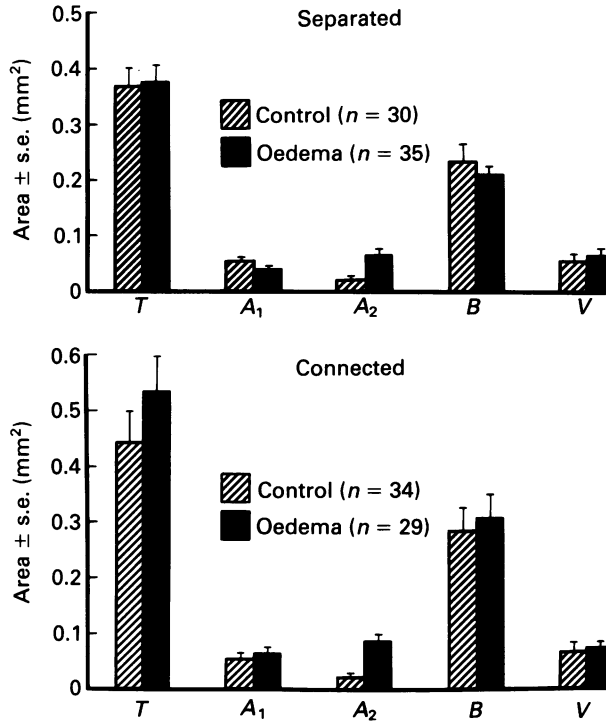 Separated
Area ± s.e. (mm²)
0.5
0.4
0.3
0.2
0.1
0
Control (n = 30)
Oedema (n = 35)
T A₁ A₂ B V
Connected
Area ± s.e. (mm²)
0.6
0.5
0.4
0.3
0.2
0.1
0
Control (n = 34)
Oedema (n = 29)
T A₁ A₂ B V